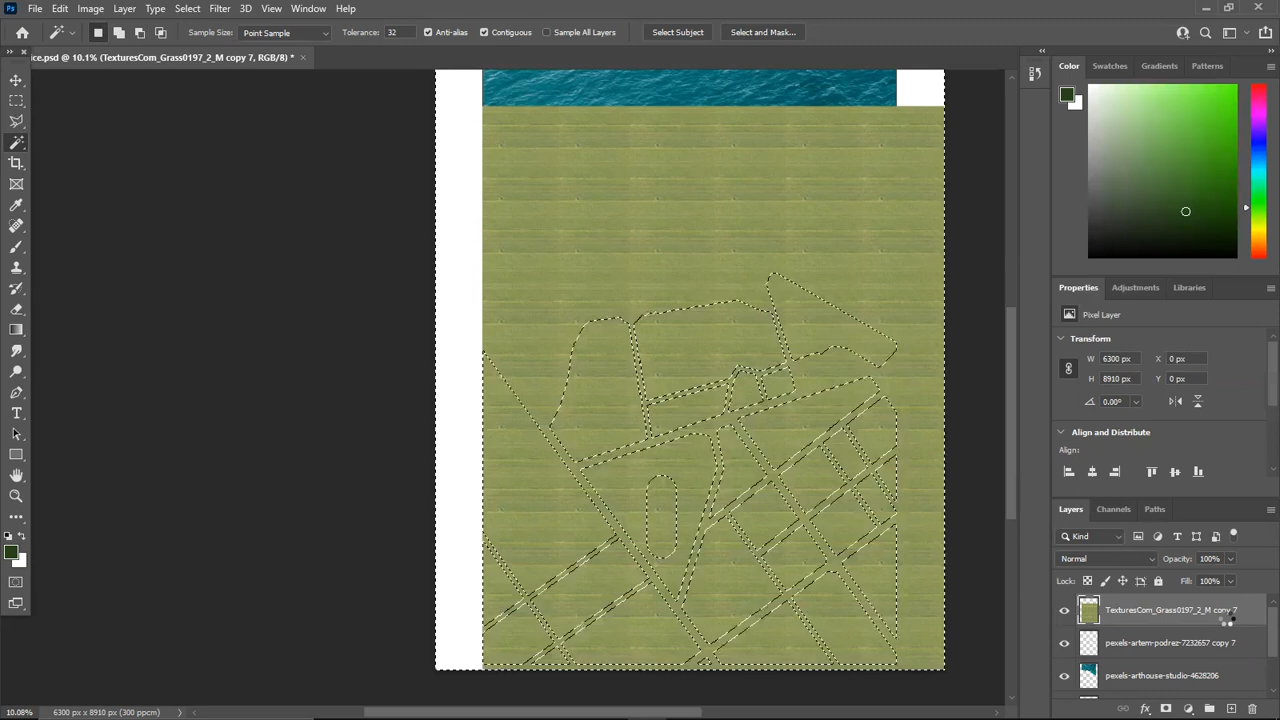 Ps File Edit Image Layer Type Select Filter 3D View Window Help
Sample Size: Point Sample Tolerance: 32 Anti-alias Contiguous Sample All Layers Select Subject Select and Mask...
ice.psd @ 10.1% (TexturesCom_Grass0197_2_M copy 7, RGB/8) * ×
Color Swatches Gradients Patterns
Properties Adjustments Libraries
Pixel Layer
Transform
W 6300 px X 0 px
H 8910 px Y 0 px
0.00°
Align and Distribute
Align:
Layers Channels Paths
Kind
Normal Opacity: 100%
Lock: Fill: 100%
TexturesCom_Grass0197_2_M copy 7
pexels-artem-podrez-7232657 copy 7
pexels-arthouse-studio-4628206
10.08% 6300 px x 8910 px (300 ppcm)